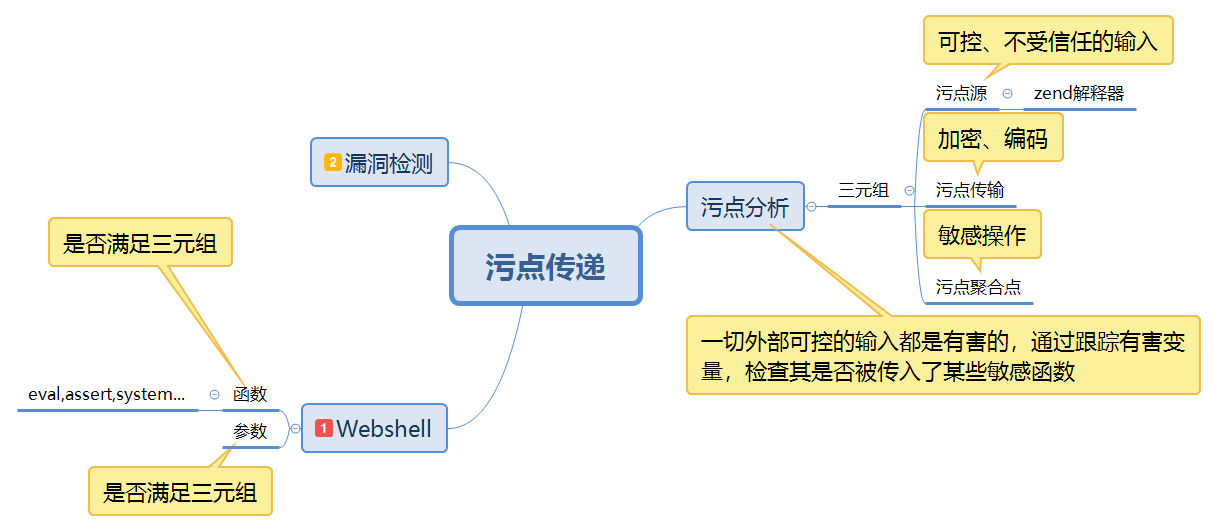 可控、不受信任的输入
污点源
zend解释器
加密、编码
2
漏洞检测
三元组
污点传输
污点分析
敏感操作
是否满足三元组
污点传递
污点聚合点
一切外部可控的输入都是有害的，通过跟踪有害变
量，检查其是否被传入了某些敏感函数
eval,assert,system...
函数
参数
1
Webshell
是否满足三元组